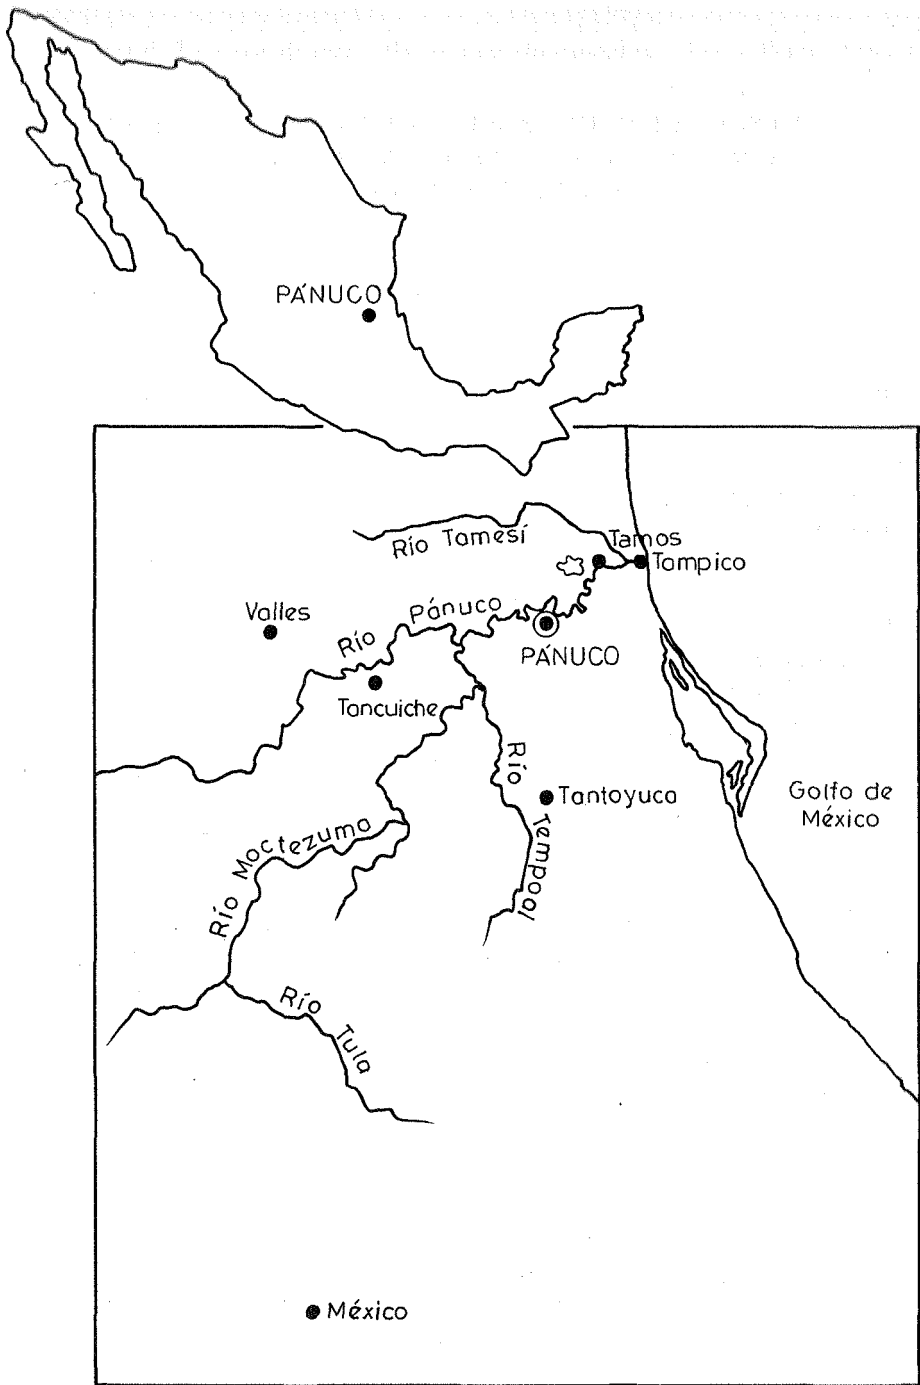 PÁNUCO
Río Tamesí
Tamos
Tampico
Valles
Río Pánuco
PÁNUCO
Tancuiche
Río Tempoal
Tantoyuca
Golfo de
México
Río Moctezuma
Río Tula
México